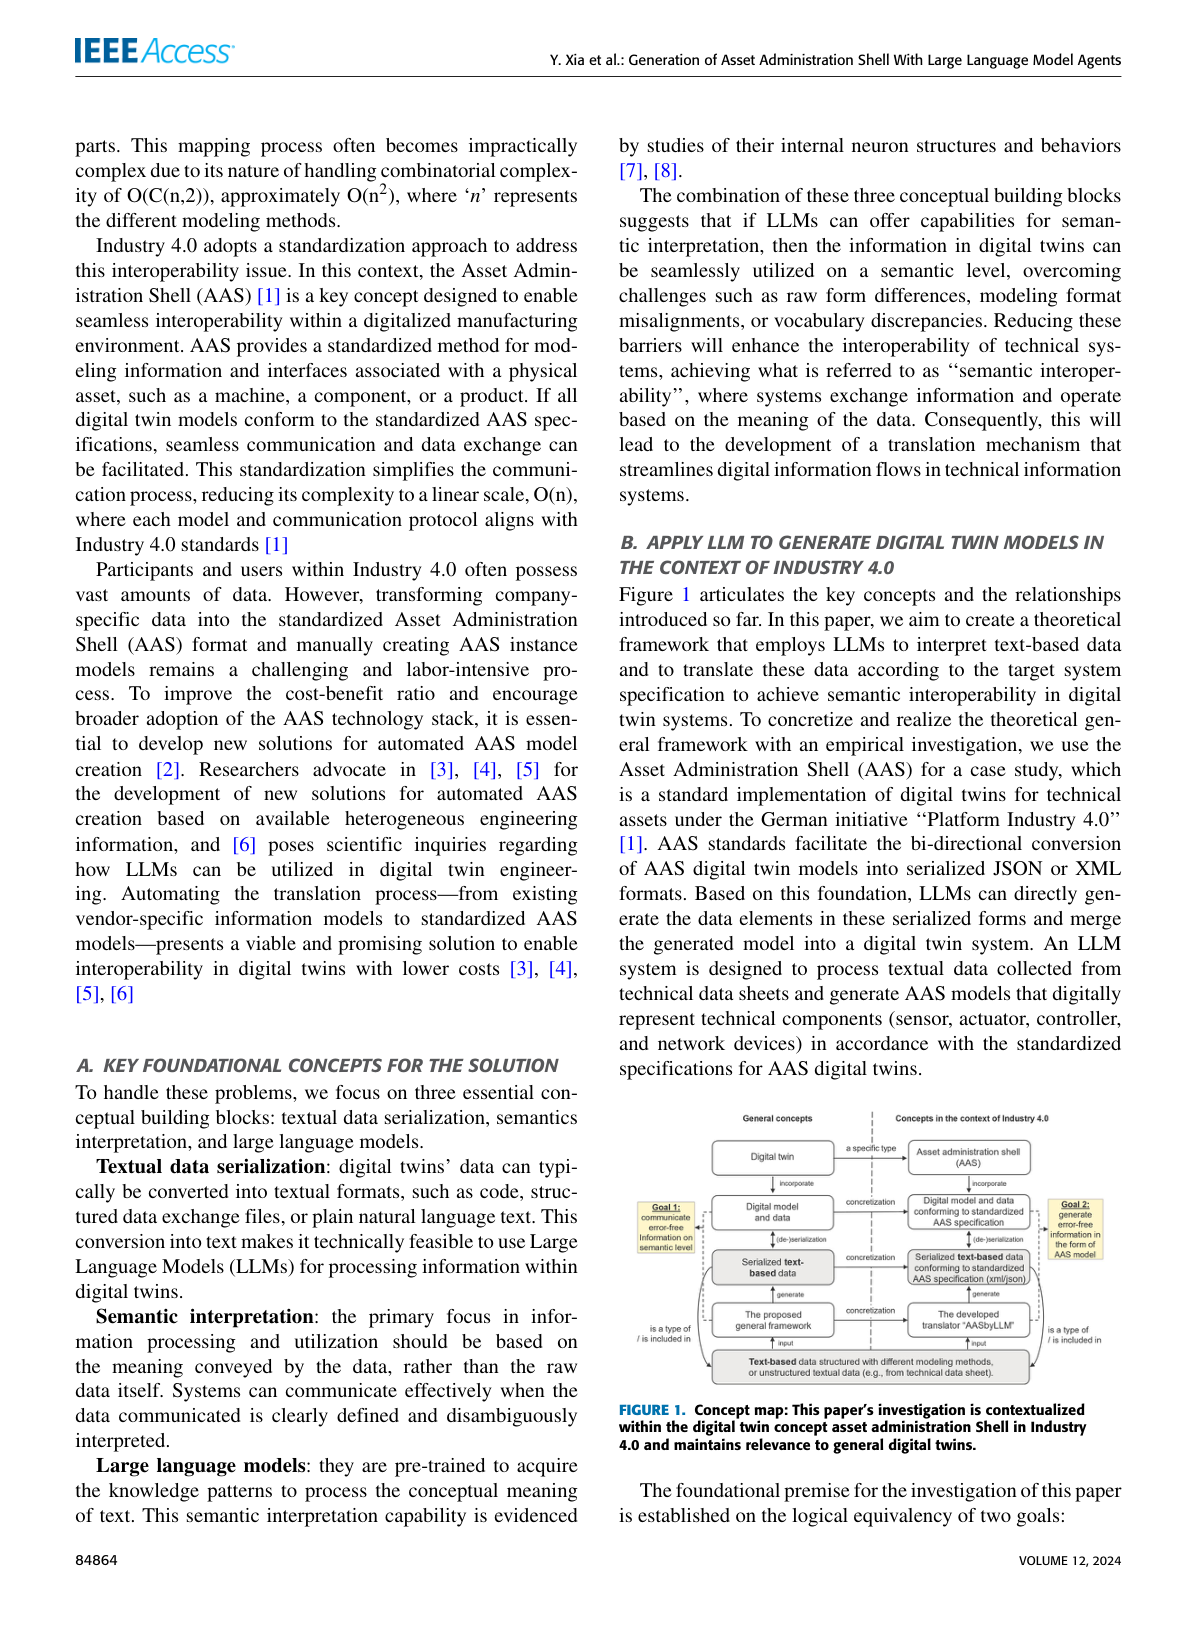 IEEE Access
Y. Xia et al.: Generation of Asset Administration Shell With Large Language Model Agents
parts. This mapping process often becomes impractically
complex due to its nature of handling combinatorial complex-
ity of O(C(n,2)), approximately O(n²), where ‘n’ represents
the different modeling methods.
Industry 4.0 adopts a standardization approach to address
this interoperability issue. In this context, the Asset Admin-
istration Shell (AAS) [1] is a key concept designed to enable
seamless interoperability within a digitalized manufacturing
environment. AAS provides a standardized method for mod-
eling information and interfaces associated with a physical
asset, such as a machine, a component, or a product. If all
digital twin models conform to the standardized AAS spec-
ifications, seamless communication and data exchange can
be facilitated. This standardization simplifies the communi-
cation process, reducing its complexity to a linear scale, O(n),
where each model and communication protocol aligns with
Industry 4.0 standards [1]
Participants and users within Industry 4.0 often possess
vast amounts of data. However, transforming company-
specific data into the standardized Asset Administration
Shell (AAS) format and manually creating AAS instance
models remains a challenging and labor-intensive pro-
cess. To improve the cost-benefit ratio and encourage
broader adoption of the AAS technology stack, it is essen-
tial to develop new solutions for automated AAS model
creation [2]. Researchers advocate in [3], [4], [5] for
the development of new solutions for automated AAS
creation based on available heterogeneous engineering
information, and [6] poses scientific inquiries regarding
how LLMs can be utilized in digital twin engineer-
ing. Automating the translation process—from existing
vendor-specific information models to standardized AAS
models—presents a viable and promising solution to enable
interoperability in digital twins with lower costs [3], [4],
[5], [6]
A. KEY FOUNDATIONAL CONCEPTS FOR THE SOLUTION
To handle these problems, we focus on three essential con-
ceptual building blocks: textual data serialization, semantics
interpretation, and large language models.
Textual data serialization: digital twins’ data can typi-
cally be converted into textual formats, such as code, struc-
tured data exchange files, or plain natural language text. This
conversion into text makes it technically feasible to use Large
Language Models (LLMs) for processing information within
digital twins.
Semantic interpretation: the primary focus in infor-
mation processing and utilization should be based on
the meaning conveyed by the data, rather than the raw
data itself. Systems can communicate effectively when the
data communicated is clearly defined and disambiguously
interpreted.
Large language models: they are pre-trained to acquire
the knowledge patterns to process the conceptual meaning
of text. This semantic interpretation capability is evidenced
by studies of their internal neuron structures and behaviors
[7], [8].
The combination of these three conceptual building blocks
suggests that if LLMs can offer capabilities for seman-
tic interpretation, then the information in digital twins can
be seamlessly utilized on a semantic level, overcoming
challenges such as raw form differences, modeling format
misalignments, or vocabulary discrepancies. Reducing these
barriers will enhance the interoperability of technical sys-
tems, achieving what is referred to as ‘‘semantic interoper-
ability’’, where systems exchange information and operate
based on the meaning of the data. Consequently, this will
lead to the development of a translation mechanism that
streamlines digital information flows in technical information
systems.
B. APPLY LLM TO GENERATE DIGITAL TWIN MODELS IN
THE CONTEXT OF INDUSTRY 4.0
Figure 1 articulates the key concepts and the relationships
introduced so far. In this paper, we aim to create a theoretical
framework that employs LLMs to interpret text-based data
and to translate these data according to the target system
specification to achieve semantic interoperability in digital
twin systems. To concretize and realize the theoretical gen-
eral framework with an empirical investigation, we use the
Asset Administration Shell (AAS) for a case study, which
is a standard implementation of digital twins for technical
assets under the German initiative ‘‘Platform Industry 4.0’’
[1]. AAS standards facilitate the bi-directional conversion
of AAS digital twin models into serialized JSON or XML
formats. Based on this foundation, LLMs can directly gen-
erate the data elements in these serialized forms and merge
the generated model into a digital twin system. An LLM
system is designed to process textual data collected from
technical data sheets and generate AAS models that digitally
represent technical components (sensor, actuator, controller,
and network devices) in accordance with the standardized
specifications for AAS digital twins.
General concepts
Concepts in the context of Industry 4.0
Digital twin
a specific type
Asset administration shell
(AAS)
incorporate
incorporate
Goal 1:
communicate
error-free
Information on
semantic level
Digital model
and data
concretization
Digital model and data
conforming to standardized
AAS specification
Goal 2:
generate
error-free
information in
the form of
AAS model
(de-)serialization
(de-)serialization
Serialized text-
based data
concretization
Serialized text-based data
conforming to standardized
AAS specification (xml/json)
generate
generate
The proposed
general framework
concretization
The developed
translator “AASbyLLM”
is a type of
/ is included in
input
input
is a type of
/ is included in
Text-based data structured with different modeling methods,
or unstructured textual data (e.g., from technical data sheet).
FIGURE 1. Concept map: This paper’s investigation is contextualized
within the digital twin concept asset administration Shell in Industry
4.0 and maintains relevance to general digital twins.
The foundational premise for the investigation of this paper
is established on the logical equivalency of two goals:
84864
VOLUME 12, 2024